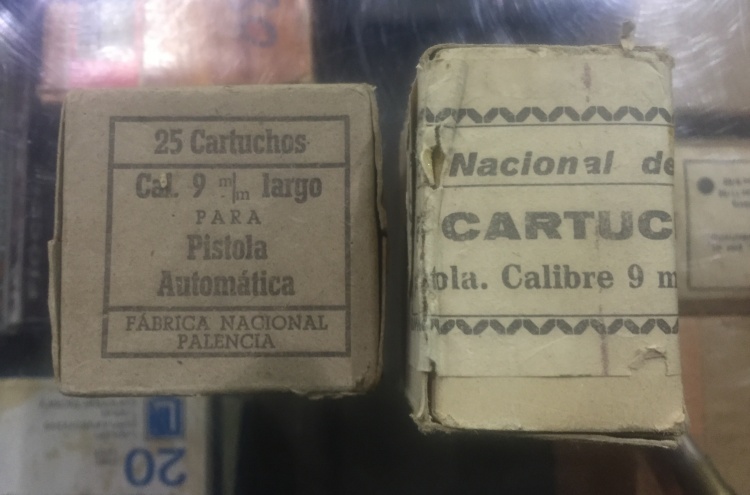 25 Cartuchos
Cal. 9 m/m largo
PARA
Pistola
Automática
FÁBRICA NACIONAL
PALENCIA
Nacional de
CARTUC
ola. Calibre 9 m
L
20